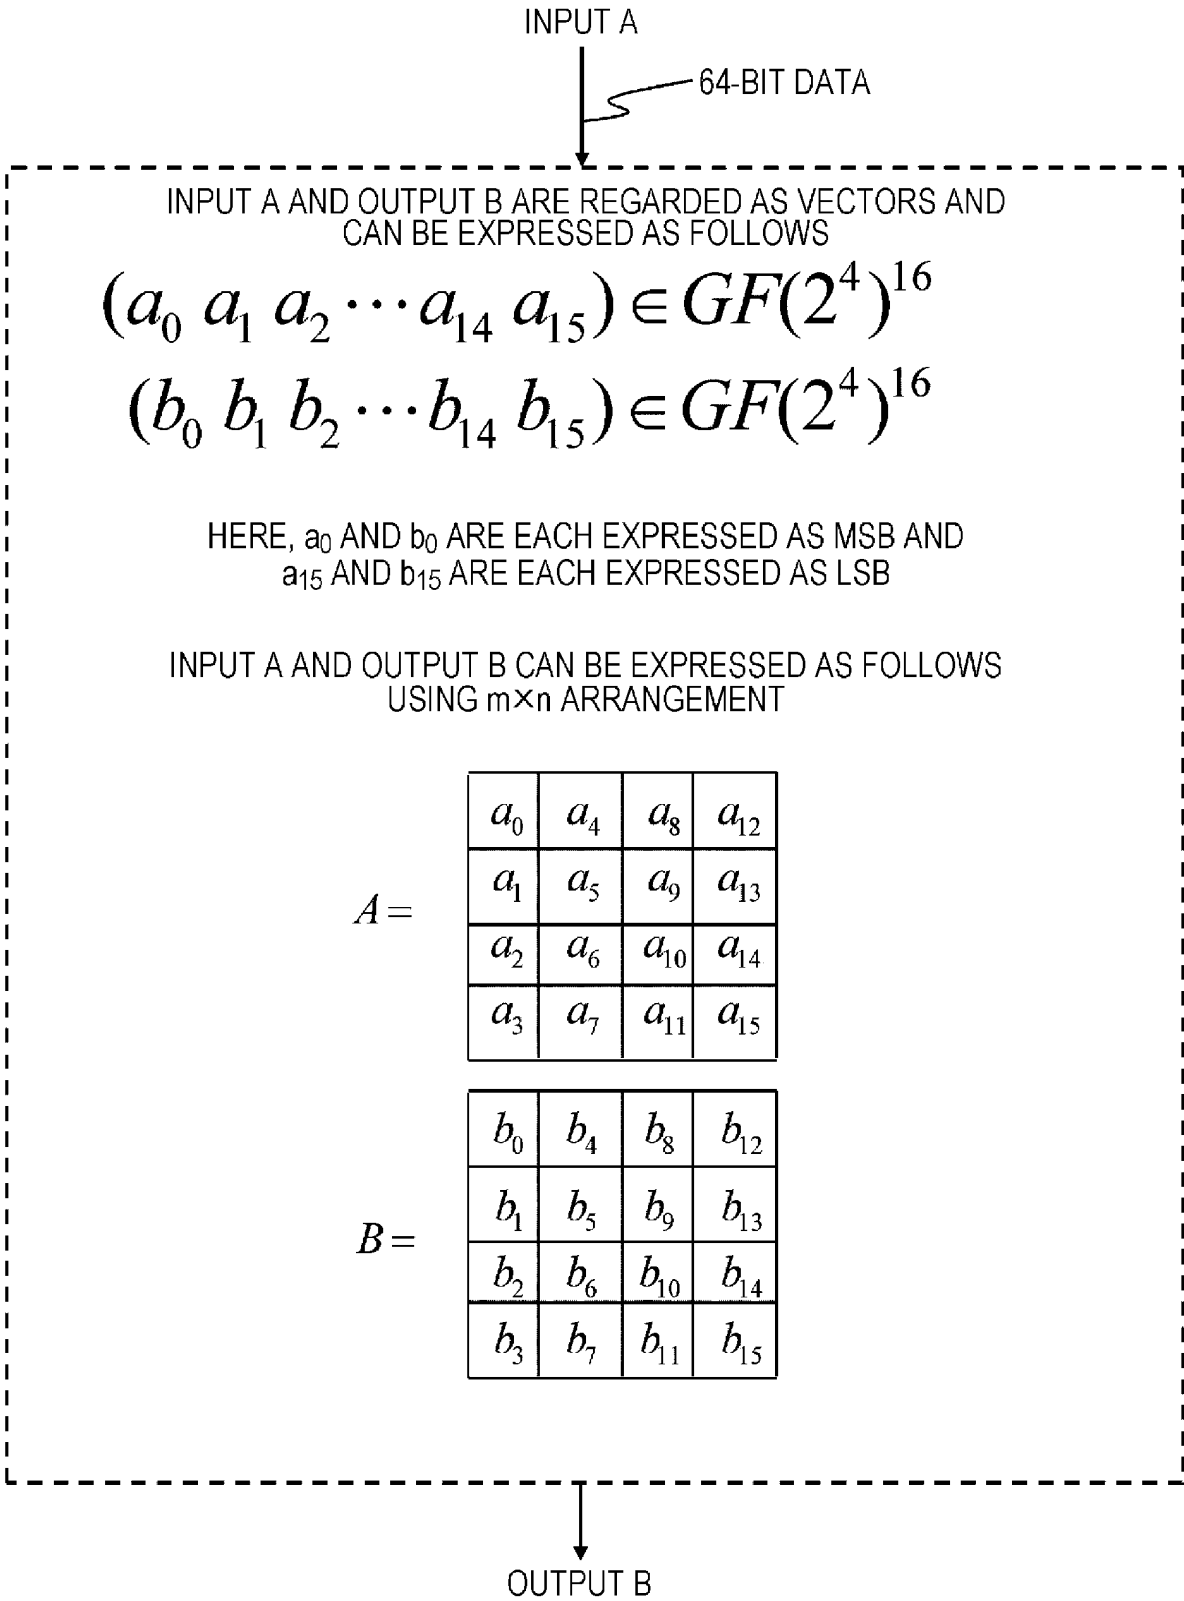 INPUT A
64-BIT DATA
INPUT A AND OUTPUT B ARE REGARDED AS VECTORS AND
CAN BE EXPRESSED AS FOLLOWS
(a₀ a₁ a₂ ⋯ a₁₄ a₁₅) ∈ GF(2⁴)¹⁶
(b₀ b₁ b₂ ⋯ b₁₄ b₁₅) ∈ GF(2⁴)¹⁶
HERE, a₀ AND b₀ ARE EACH EXPRESSED AS MSB AND
a₁₅ AND b₁₅ ARE EACH EXPRESSED AS LSB
INPUT A AND OUTPUT B CAN BE EXPRESSED AS FOLLOWS
USING m×n ARRANGEMENT
A =
a₀ a₄ a₈ a₁₂
a₁ a₅ a₉ a₁₃
a₂ a₆ a₁₀ a₁₄
a₃ a₇ a₁₁ a₁₅
B =
b₀ b₄ b₈ b₁₂
b₁ b₅ b₉ b₁₃
b₂ b₆ b₁₀ b₁₄
b₃ b₇ b₁₁ b₁₅
OUTPUT B